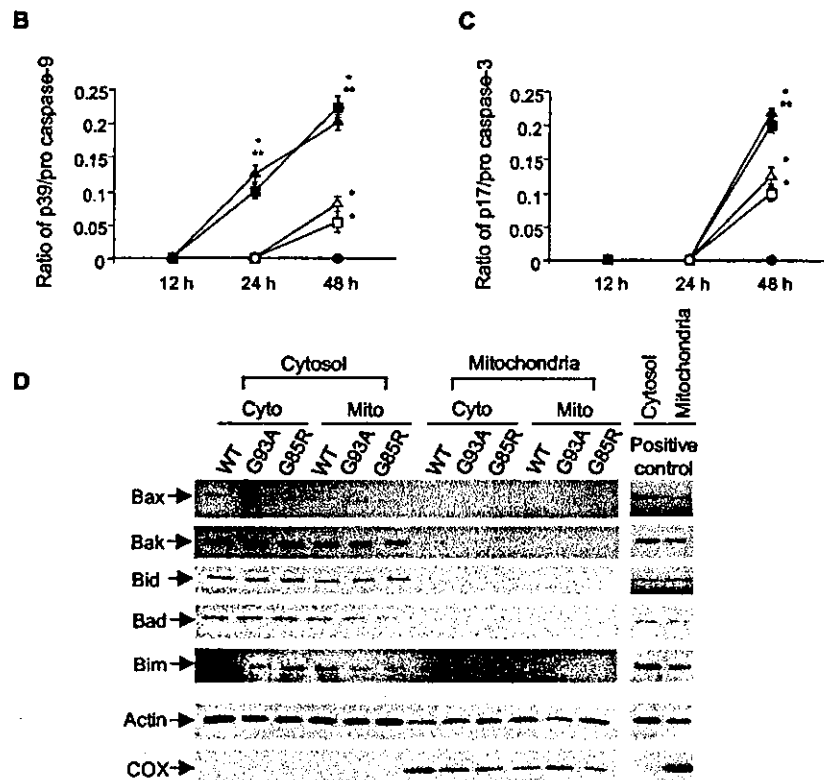 B
Ratio of p39/pro caspase-9
0.25
0.2
0.15
0.1
0.05
0
12 h 24 h 48 h
*
**
*
**
*
*
C
Ratio of p17/pro caspase-3
0.25
0.2
0.15
0.1
0.05
0
12 h 24 h 48 h
*
**
*
*
D
Cytosol Mitochondria
Cyto Mito Cyto Mito
WT G93A G85R WT G93A G85R WT G93A G85R WT G93A G85R
Cytosol Mitochondria
Positive
control
Bax
Bak
Bid
Bad
Bim
Actin
COX